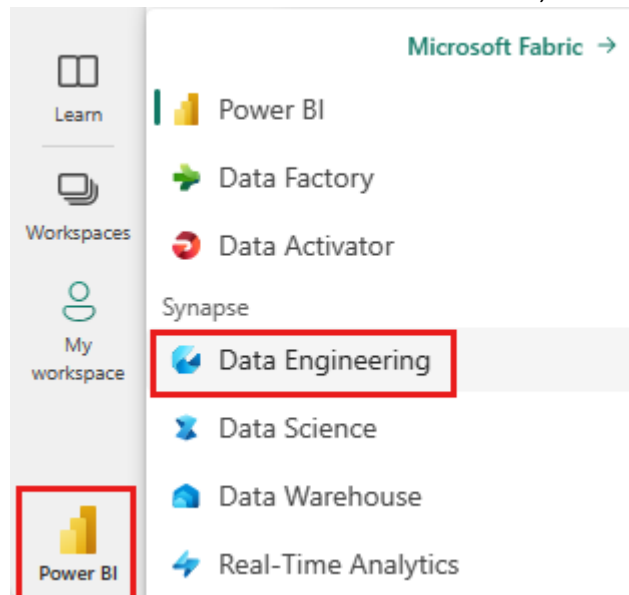 Microsoft Fabric →
Learn
Power BI
Data Factory
Workspaces
Data Activator
Synapse
My
workspace
Data Engineering
Data Science
Data Warehouse
Power BI
Real-Time Analytics